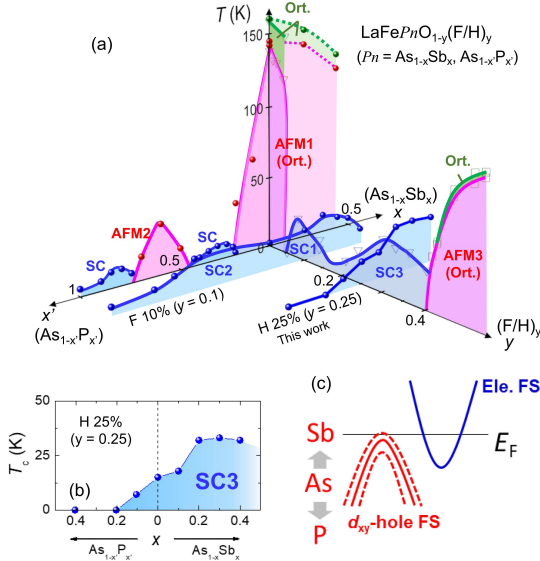 (a)
T (K)
150
100
50
0
Ort.
LaFePnO1-y(F/H)y
(Pn = As1-xSbx, As1-x'Px')
AFM1
(Ort.)
AFM2
SC
SC
SC2
SC1
SC3
(As1-xSbx)
x
0.5
Ort.
AFM3
(Ort.)
0.5
1
x'
(As1-x'Px')
F 10% (y = 0.1)
0.2
H 25% (y = 0.25)
This work
0.4
(F/H)y
y
(b)
50
25
0
Tc (K)
H 25%
(y = 0.25)
SC3
0.4 0.2 0 0.2 0.4
As1-x'Px' x As1-xSbx
(c)
Ele. FS
Sb
EF
As
P
dxy-hole FS